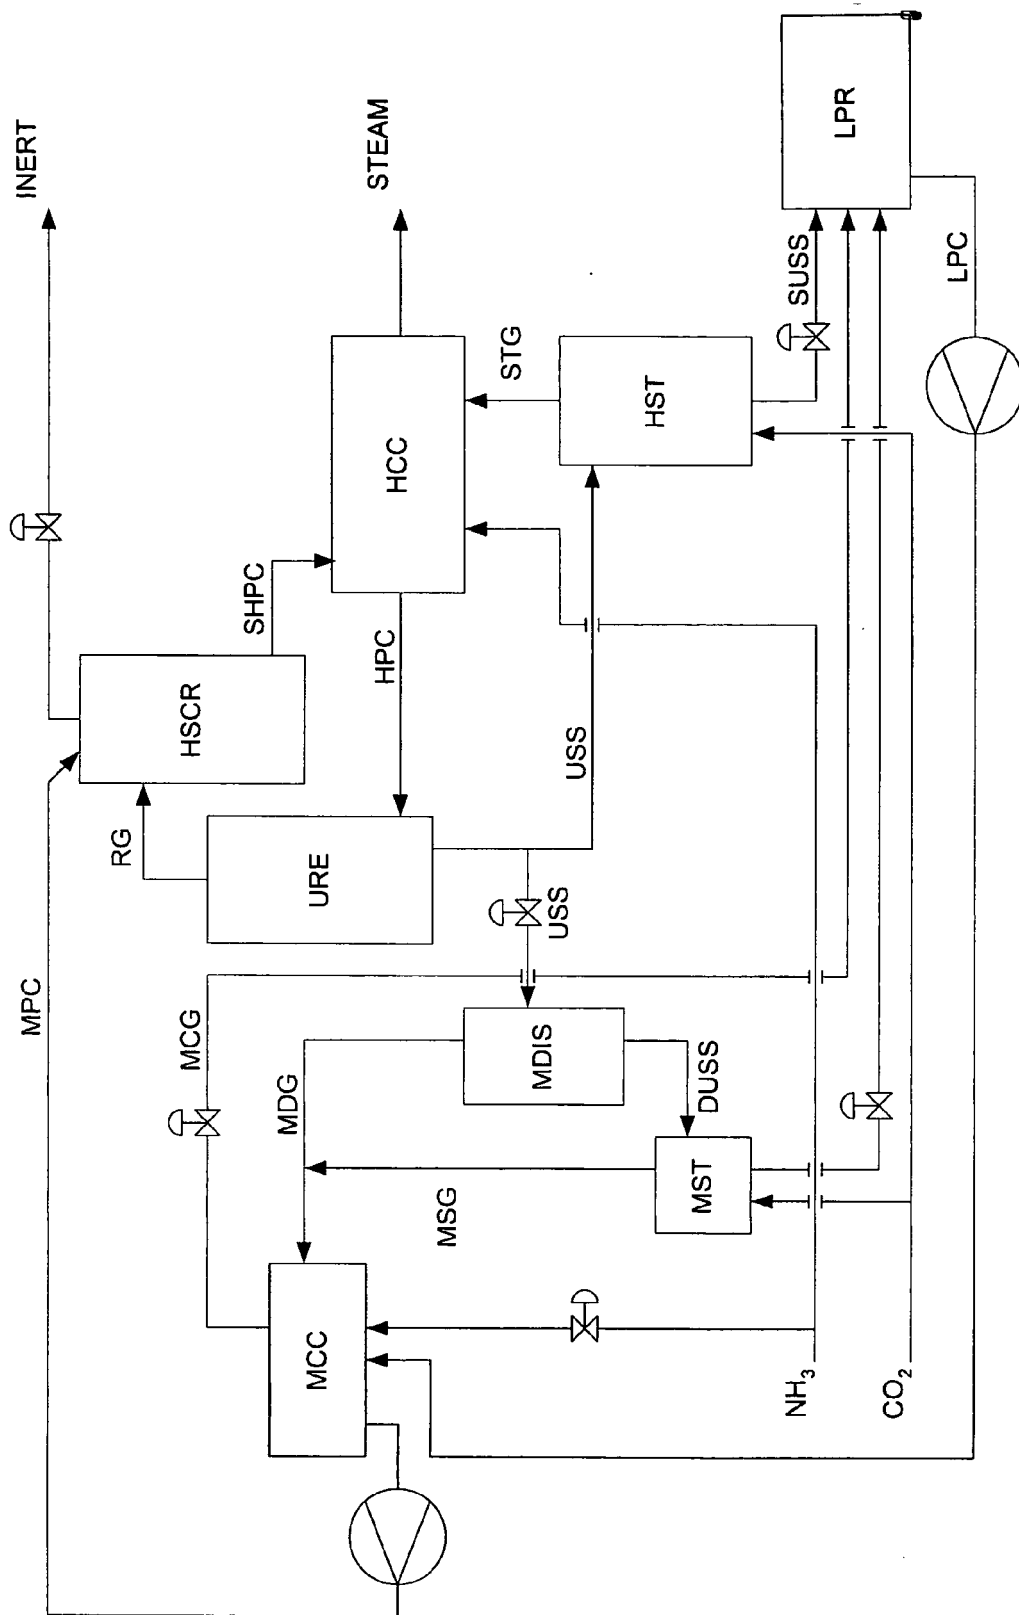 INERT
STEAM
LPR
SUSS
LPC
STG
HCC
HST
SHPC
HPC
HSCR
USS
RG
URE
USS
MPC
MCG
MDG
MDIS
DUSS
MSG
MST
MCC
NH3
CO2